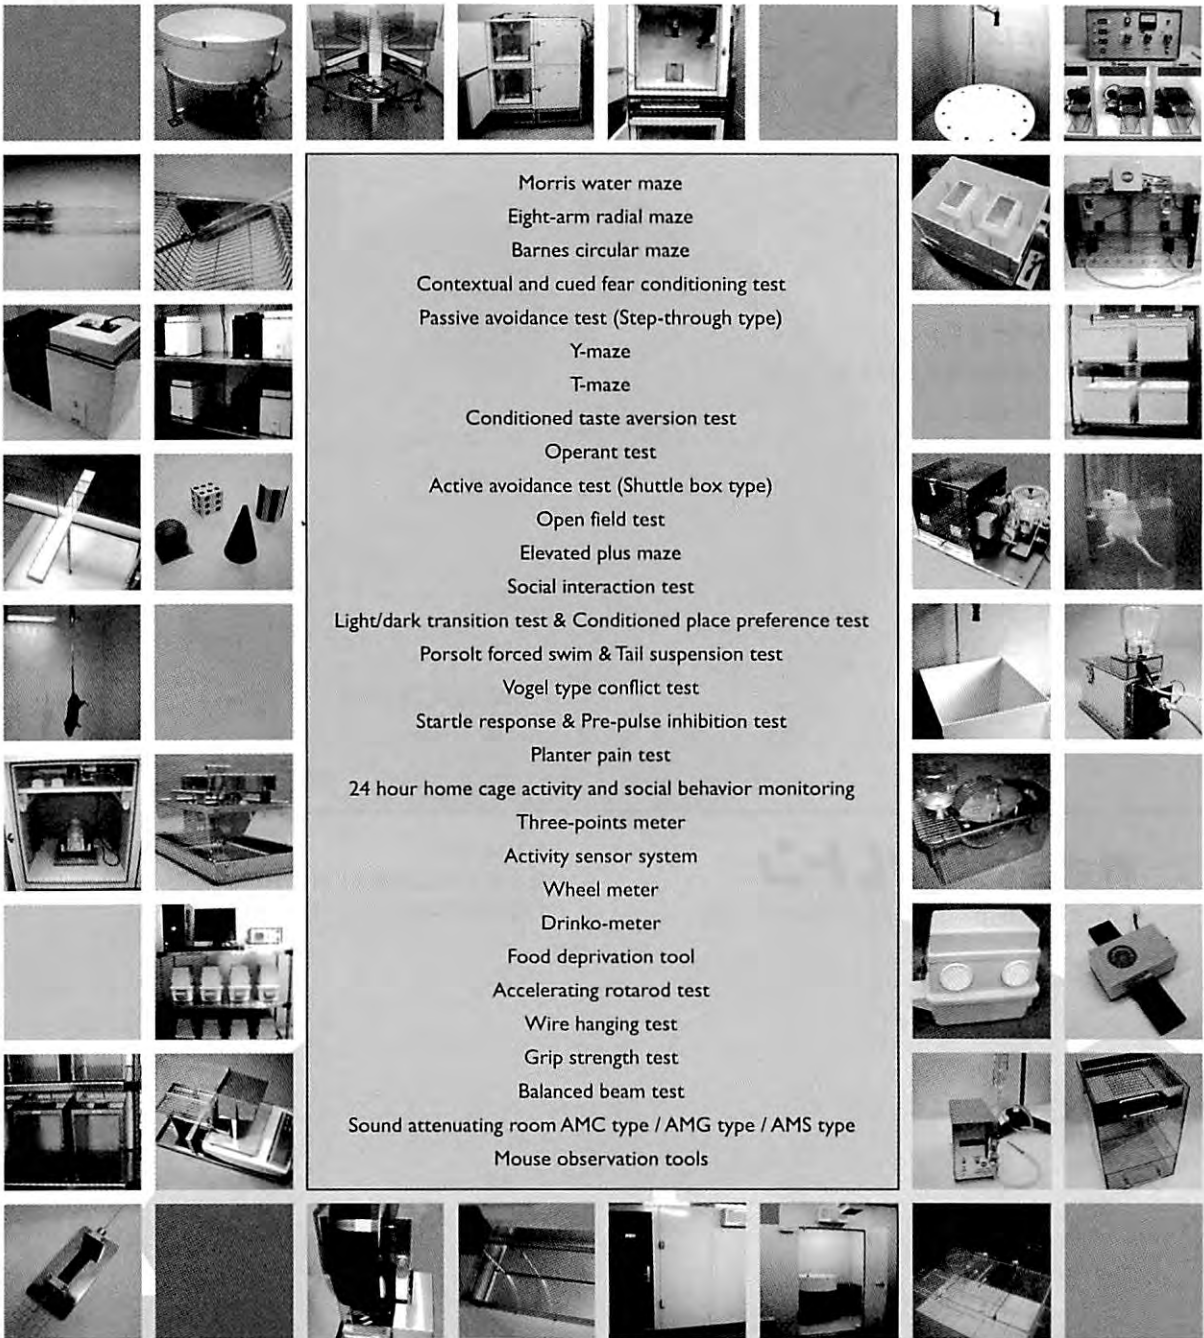 Morris water maze
Eight-arm radial maze
Barnes circular maze
Contextual and cued fear conditioning test
Passive avoidance test (Step-through type)
Y-maze
T-maze
Conditioned taste aversion test
Operant test
Active avoidance test (Shuttle box type)
Open field test
Elevated plus maze
Social interaction test
Light/dark transition test & Conditioned place preference test
Porsolt forced swim & Tail suspension test
Vogel type conflict test
Startle response & Pre-pulse inhibition test
Planter pain test
24 hour home cage activity and social behavior monitoring
Three-points meter
Activity sensor system
Wheel meter
Drinko-meter
Food deprivation tool
Accelerating rotarod test
Wire hanging test
Grip strength test
Balanced beam test
Sound attenuating room AMC type / AMG type / AMS type
Mouse observation tools